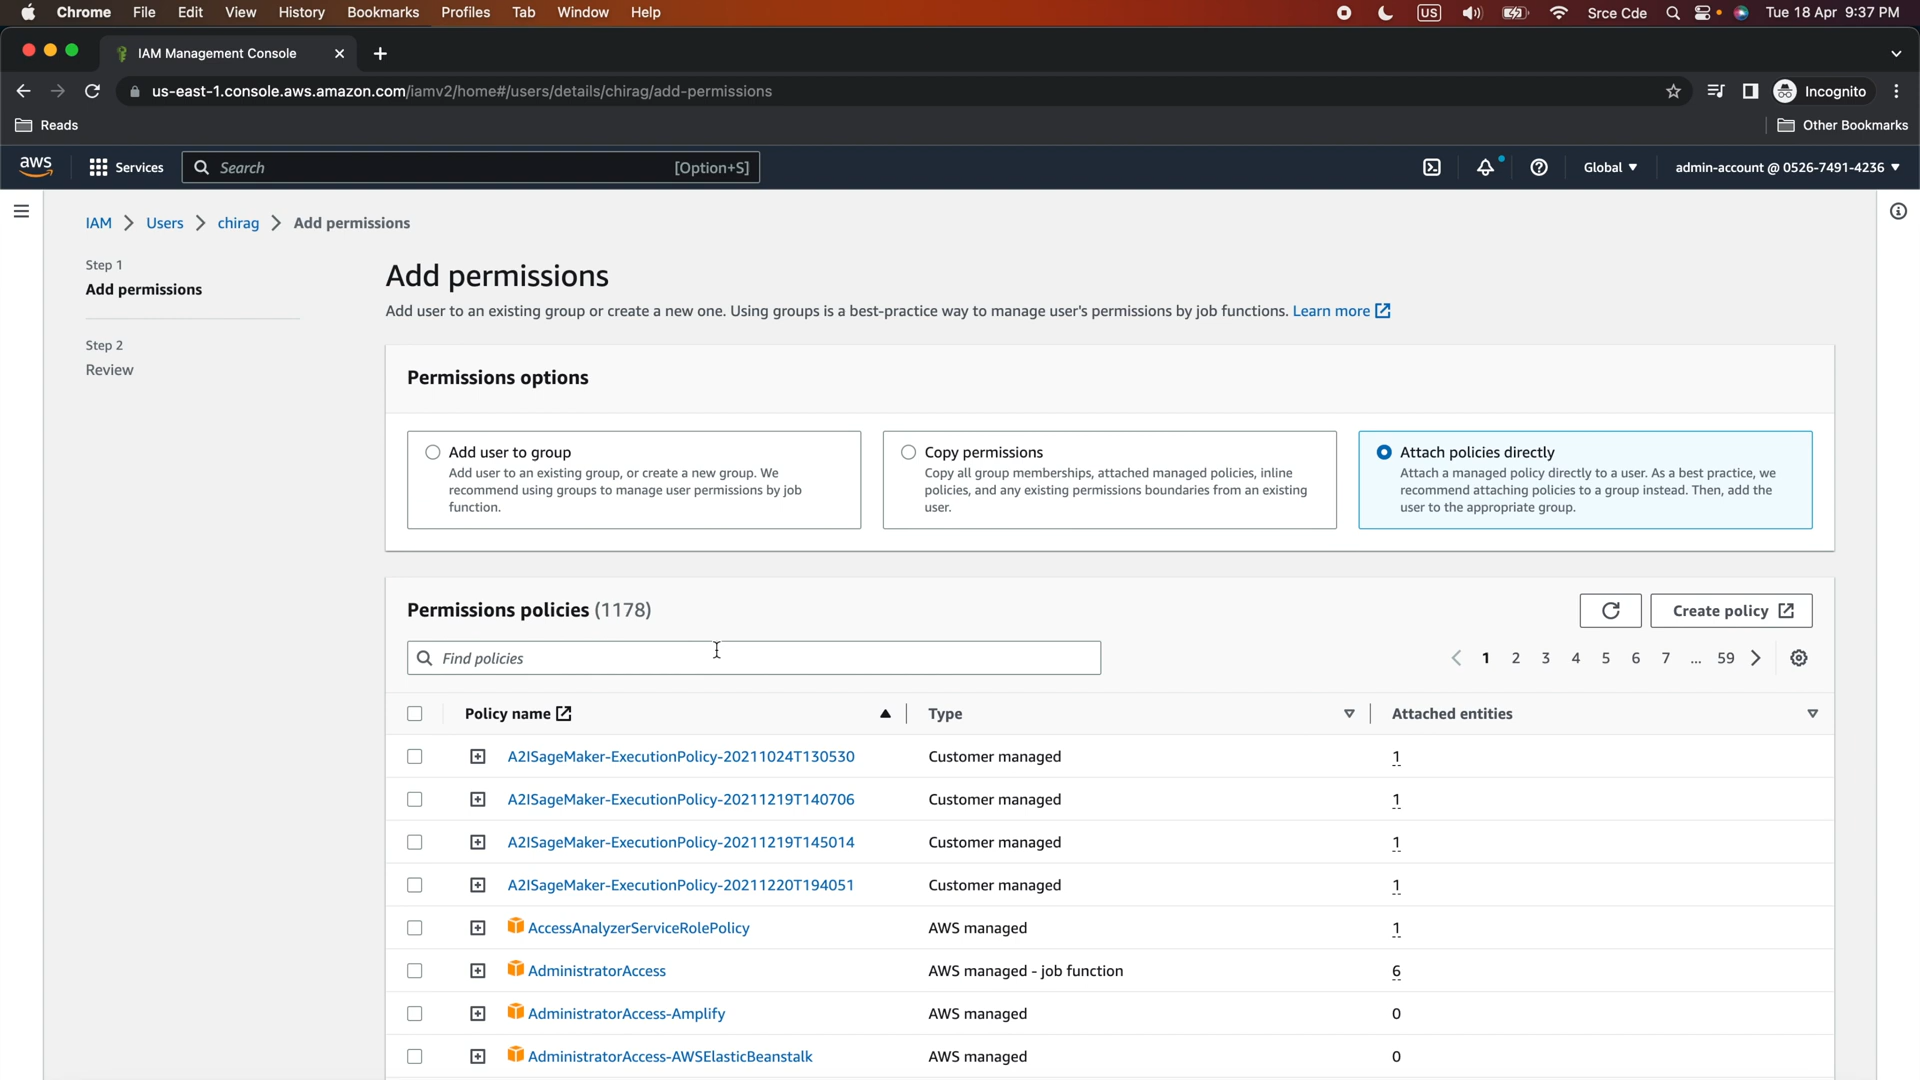 Chrome File Edit View History Bookmarks Profiles Tab Window Help US Srce Cde Tue 18 Apr 9:37 PM
IAM Management Console
us-east-1.console.aws.amazon.com/iamv2/home#/users/details/chirag/add-permissions Incognito
Reads Other Bookmarks
aws Services Search [Option+S] Global admin-account @ 0526-7491-4236
IAM Users chirag Add permissions
Step 1
Add permissions
Step 2
Review
Add permissions
Add user to an existing group or create a new one. Using groups is a best-practice way to manage user's permissions by job functions. Learn more
Permissions options
Add user to group
Add user to an existing group, or create a new group. We
recommend using groups to manage user permissions by job
function.
Copy permissions
Copy all group memberships, attached managed policies, inline
policies, and any existing permissions boundaries from an existing
user.
Attach policies directly
Attach a managed policy directly to a user. As a best practice, we
recommend attaching policies to a group instead. Then, add the
user to the appropriate group.
Permissions policies (1178)
Create policy
Find policies
1 2 3 4 5 6 7 ... 59
Policy name Type Attached entities
A2ISageMaker-ExecutionPolicy-20211024T130530 Customer managed 1
A2ISageMaker-ExecutionPolicy-20211219T140706 Customer managed 1
A2ISageMaker-ExecutionPolicy-20211219T145014 Customer managed 1
A2ISageMaker-ExecutionPolicy-20211220T194051 Customer managed 1
AccessAnalyzerServiceRolePolicy AWS managed 1
AdministratorAccess AWS managed - job function 6
AdministratorAccess-Amplify AWS managed 0
AdministratorAccess-AWSElasticBeanstalk AWS managed 0